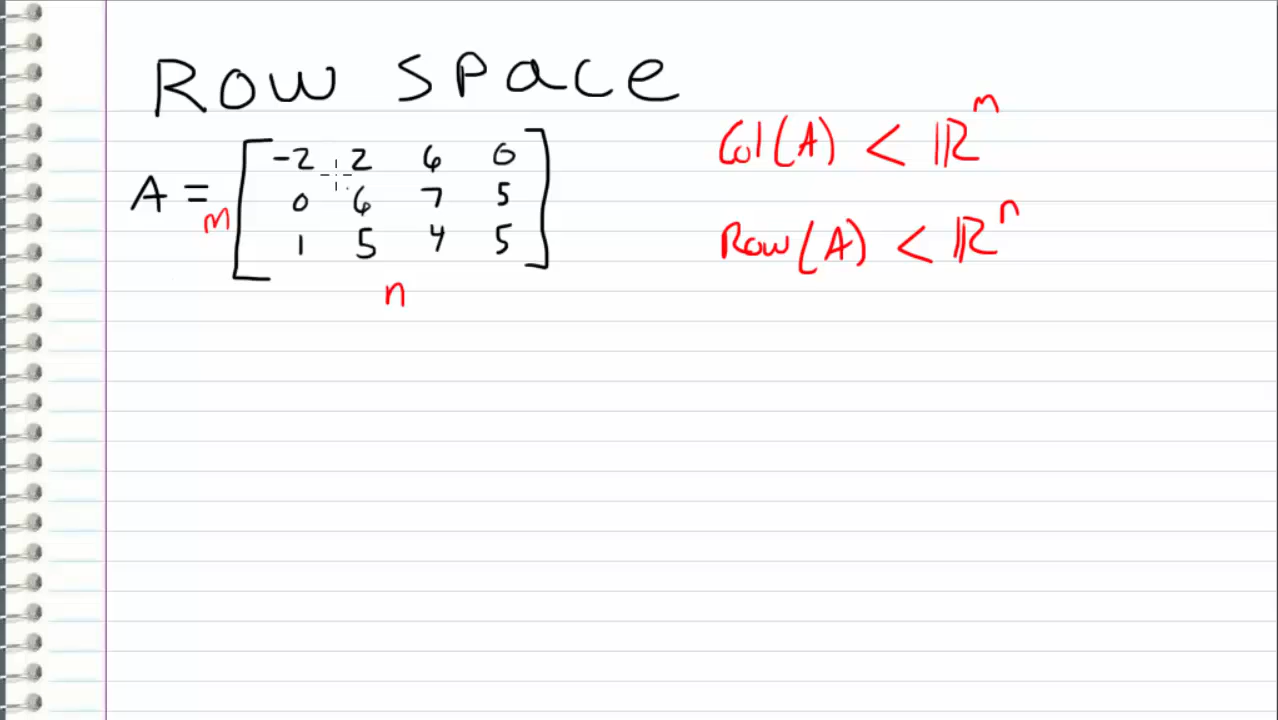 Row space
A = [ -2 2 6 0
0 6 7 5
1 5 4 5 ]
m
n
Col(A) < ℝ^m
Row(A) < ℝ^n